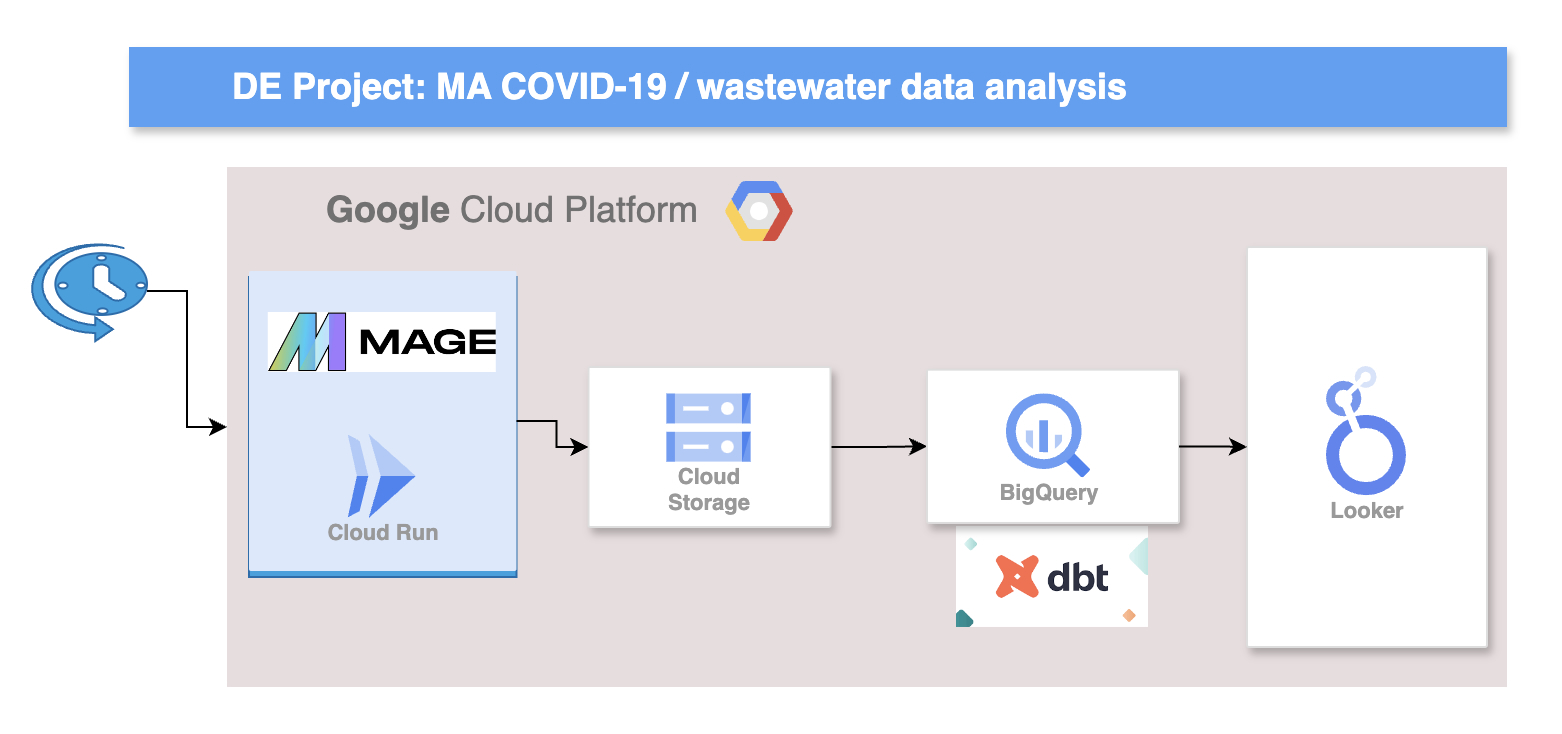 DE Project: MA COVID-19 / wastewater data analysis
Google Cloud Platform
MAGE
Cloud Run
Cloud
Storage
BigQuery
dbt
Looker